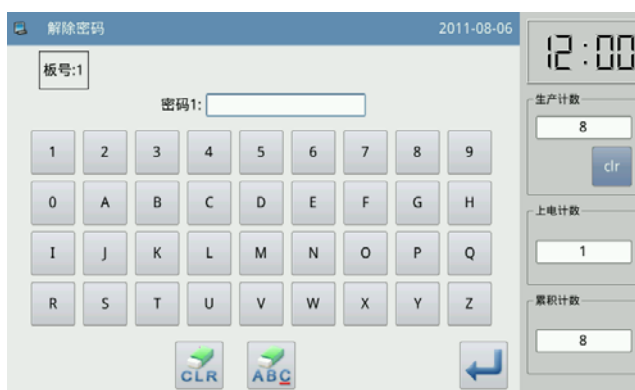 解除密码 2011-08-06
板号:1
密码1:
1 2 3 4 5 6 7 8 9
0 A B C D E F G H
I J K L M N O P Q
R S T U V W X Y Z
CLR ABC
12:00
生产计数
8
clr
上电计数
1
累积计数
8